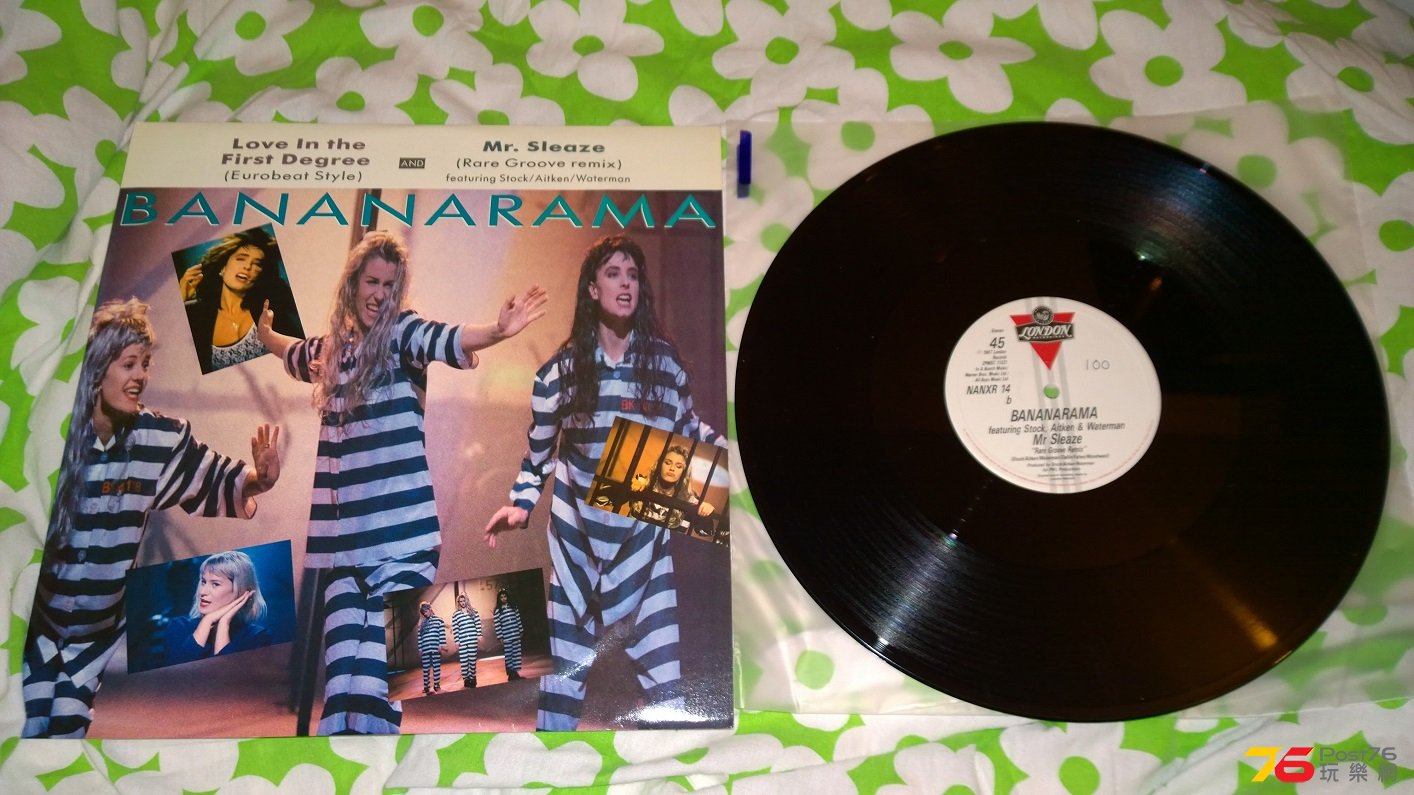 Love In the
First Degree
(Eurobeat Style)
AND
Mr. Sleaze
(Rare Groove remix)
featuring Stock/Aitken/Waterman
BANANARAMA
LONDON
45
NANXR 14
b
100
BANANARAMA
featuring Stock, Aitken & Waterman
Mr Sleaze
"Rare Groove Remix"
76 Post76
玩樂